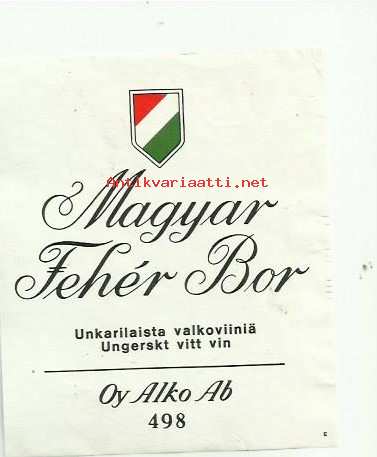 Antikvariaatti.net
Magyar
Fehér Bor
Unkarilaista valkoviiniä
Ungerskt vitt vin
Oy Alko Ab
498